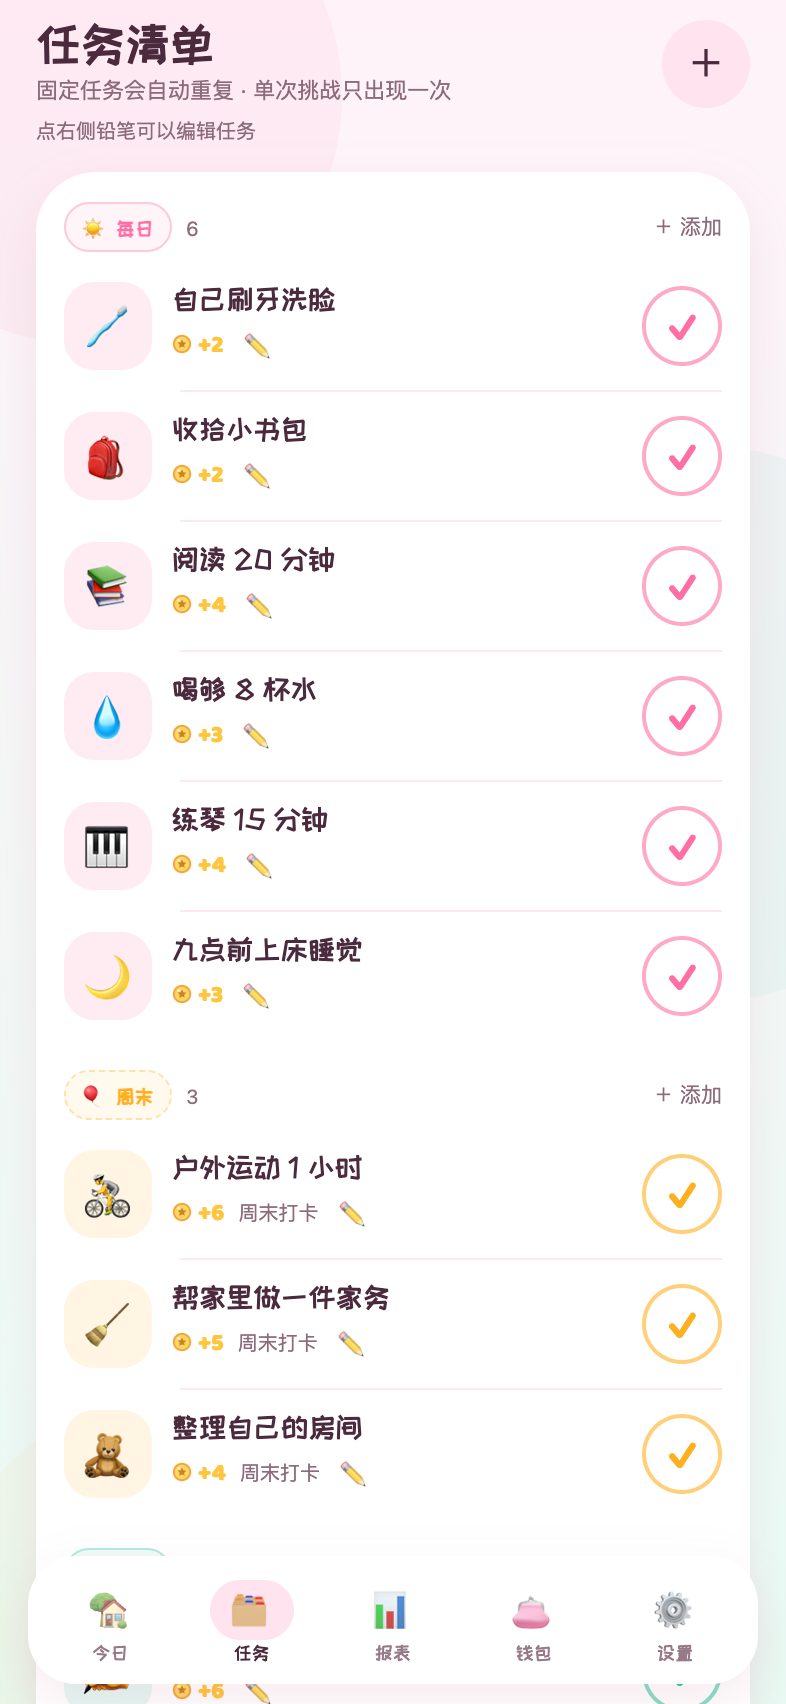 任务清单
固定任务会自动重复 · 单次挑战只出现一次
点右侧铅笔可以编辑任务
+
每日 6 + 添加
自己刷牙洗脸
+2
收拾小书包
+2
阅读 20 分钟
+4
喝够 8 杯水
+3
练琴 15 分钟
+4
九点前上床睡觉
+3
周末 3 + 添加
户外运动 1 小时
+6 周末打卡
帮家里做一件家务
+5 周末打卡
整理自己的房间
+4 周末打卡
今日 任务 报表 钱包 设置
+6